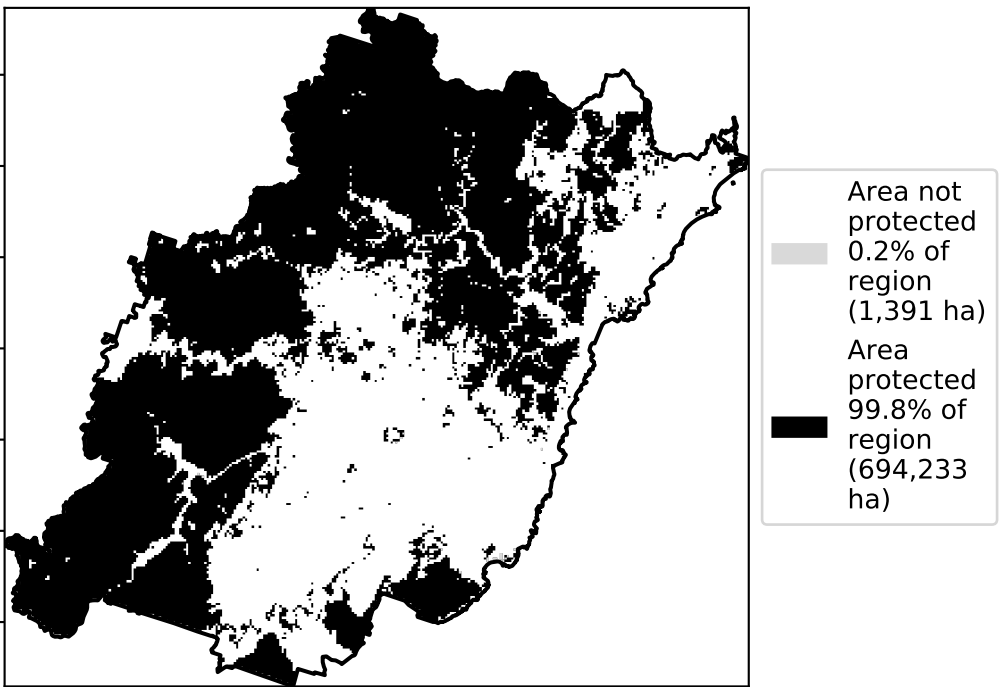 Area not
protected
0.2% of
region
(1,391 ha)
Area
protected
99.8% of
region
(694,233
ha)